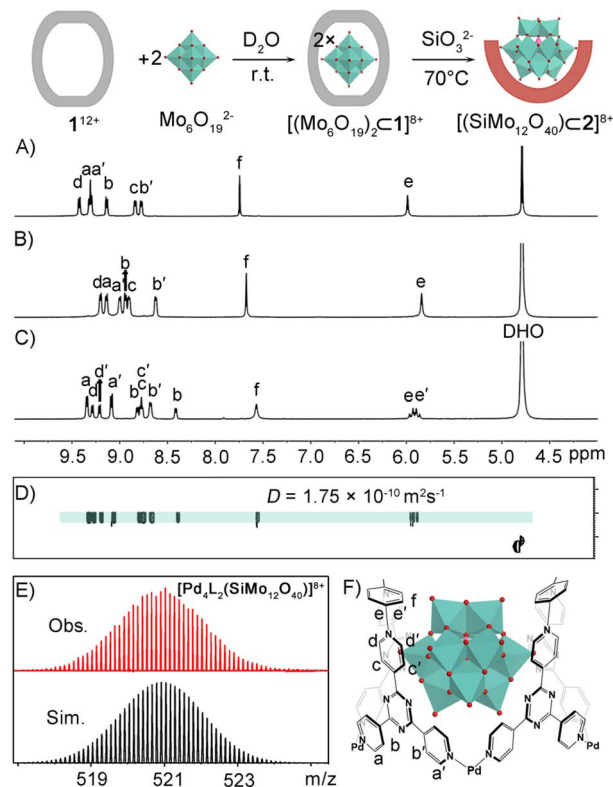 +2
D₂O
r.t.
2×
SiO₃²⁻
70°C
1¹²⁺
Mo₆O₁₉²⁻
[(Mo₆O₁₉)₂⊂1]⁸⁺
[(SiMo₁₂O₄₀)⊂2]⁸⁺
A)
d aa′ b c b′ f e
B)
d a a′ b c b′ f e
C)
DHO
a d d′ a′ b′ c c′ b′ b f e e′
9.5 9.0 8.5 8.0 7.5 7.0 6.5 6.0 5.5 5.0 4.5 ppm
D)
D = 1.75 × 10⁻¹⁰ m²s⁻¹
E)
[Pd₄L₂(SiMo₁₂O₄₀)]⁸⁺
Obs.
Sim.
519 521 523 m/z
F)
e e′ f
N N
d d′
c c′
N N N N
N N
N N
Pd a b b′ N N Pd
a′ Pd